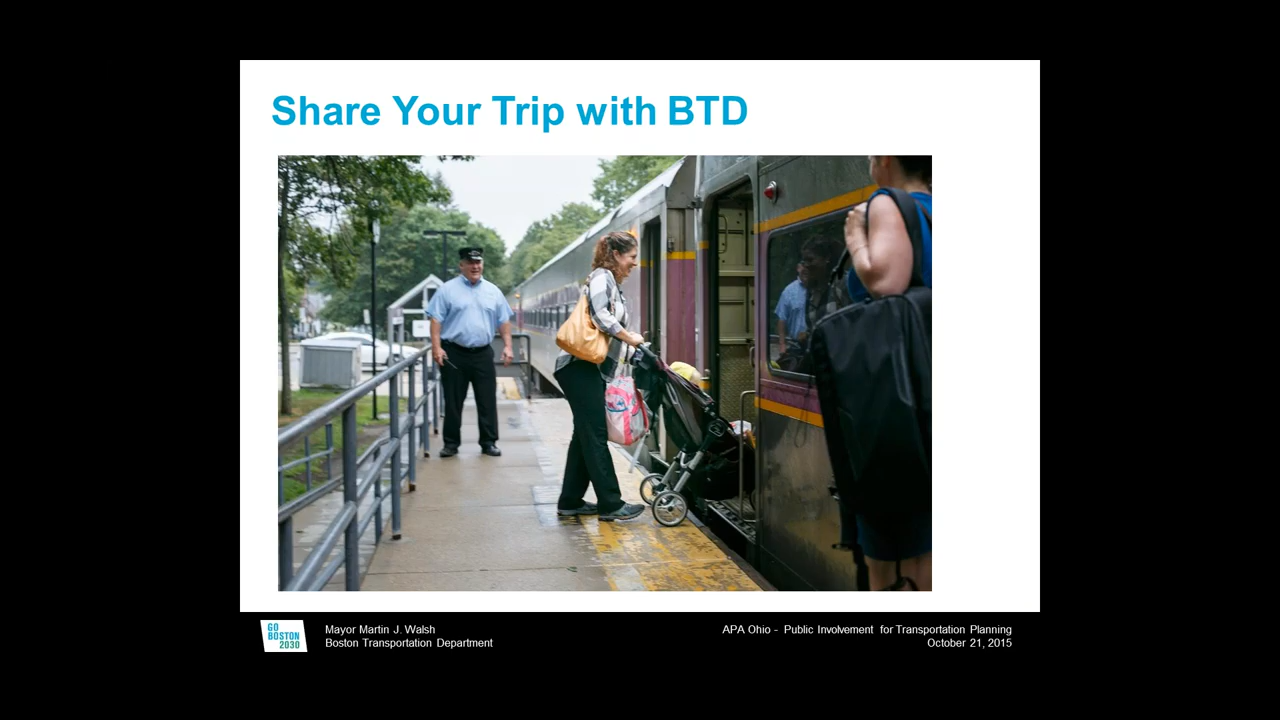 Share Your Trip with BTD
GO
BOSTON
2030
Mayor Martin J. Walsh
Boston Transportation Department
APA Ohio - Public Involvement for Transportation Planning
October 21, 2015